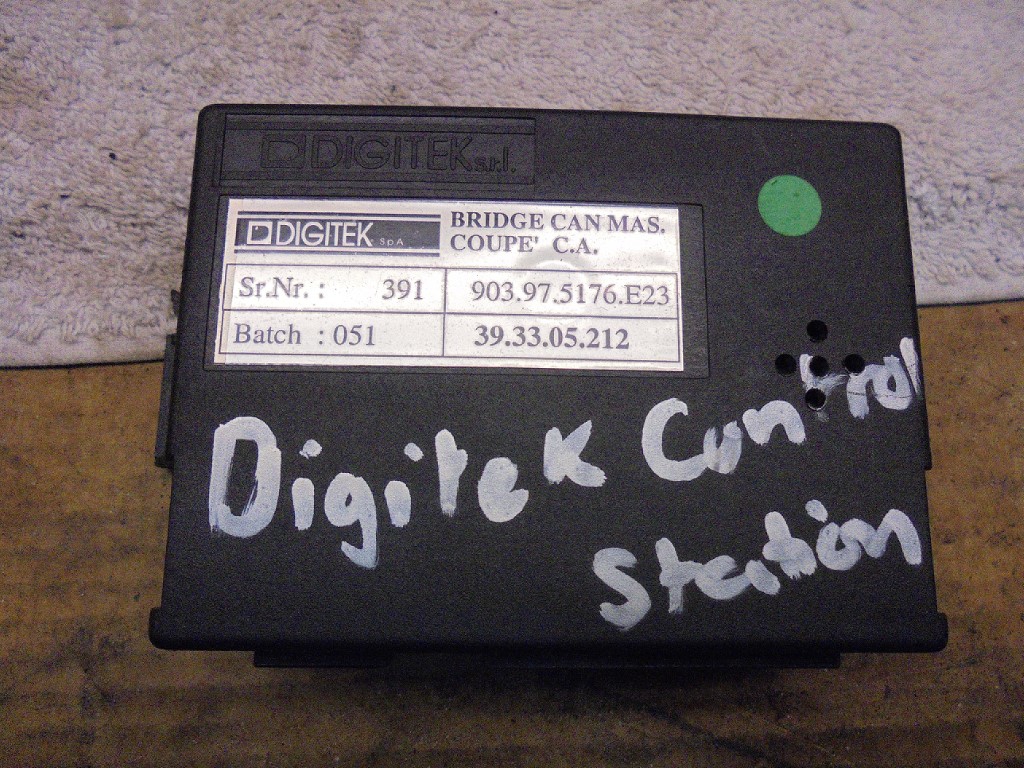 DIGITEK s.r.l.
DIGITEK SpA
BRIDGE CAN MAS.
COUPE' C.A.
Sr.Nr. : 391
903.97.5176.E23
Batch : 051
39.33.05.212
Digitek Control
Station